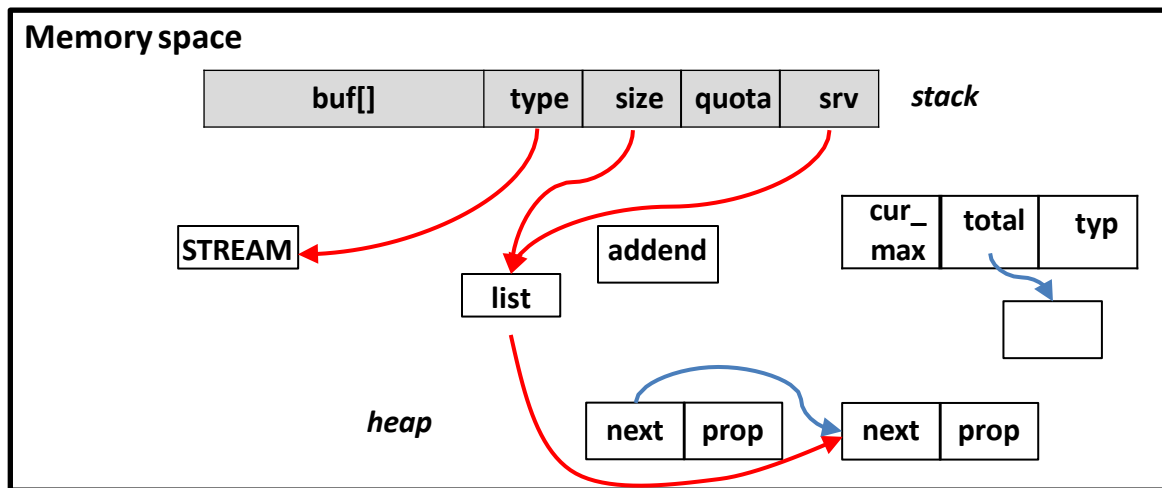 Memory space
buf[] type size quota srv stack
cur_
max total typ
STREAM addend
list
heap next prop next prop